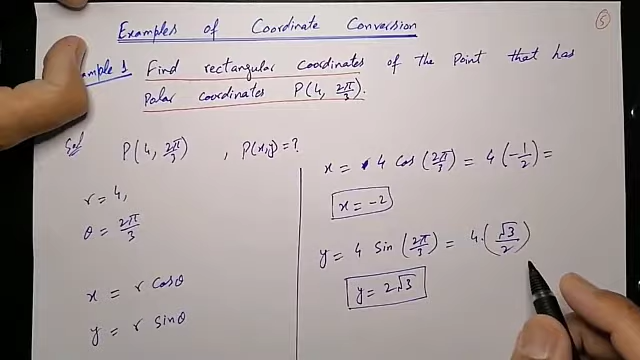 Examples of Coordinate Conversion
5
ample 1 Find rectangular coordinates of the Point that has
Polar coordinates P(4, 2π/3).
Sol P(4, 2π/3) , P(x,y) = ?
r = 4,
θ = 2π/3
x = r cosθ
y = r sinθ
x = 4 cos(2π/3) = 4(-1/2) =
x = -2
y = 4 sin(2π/3) = 4·(√3/2)
y = 2√3